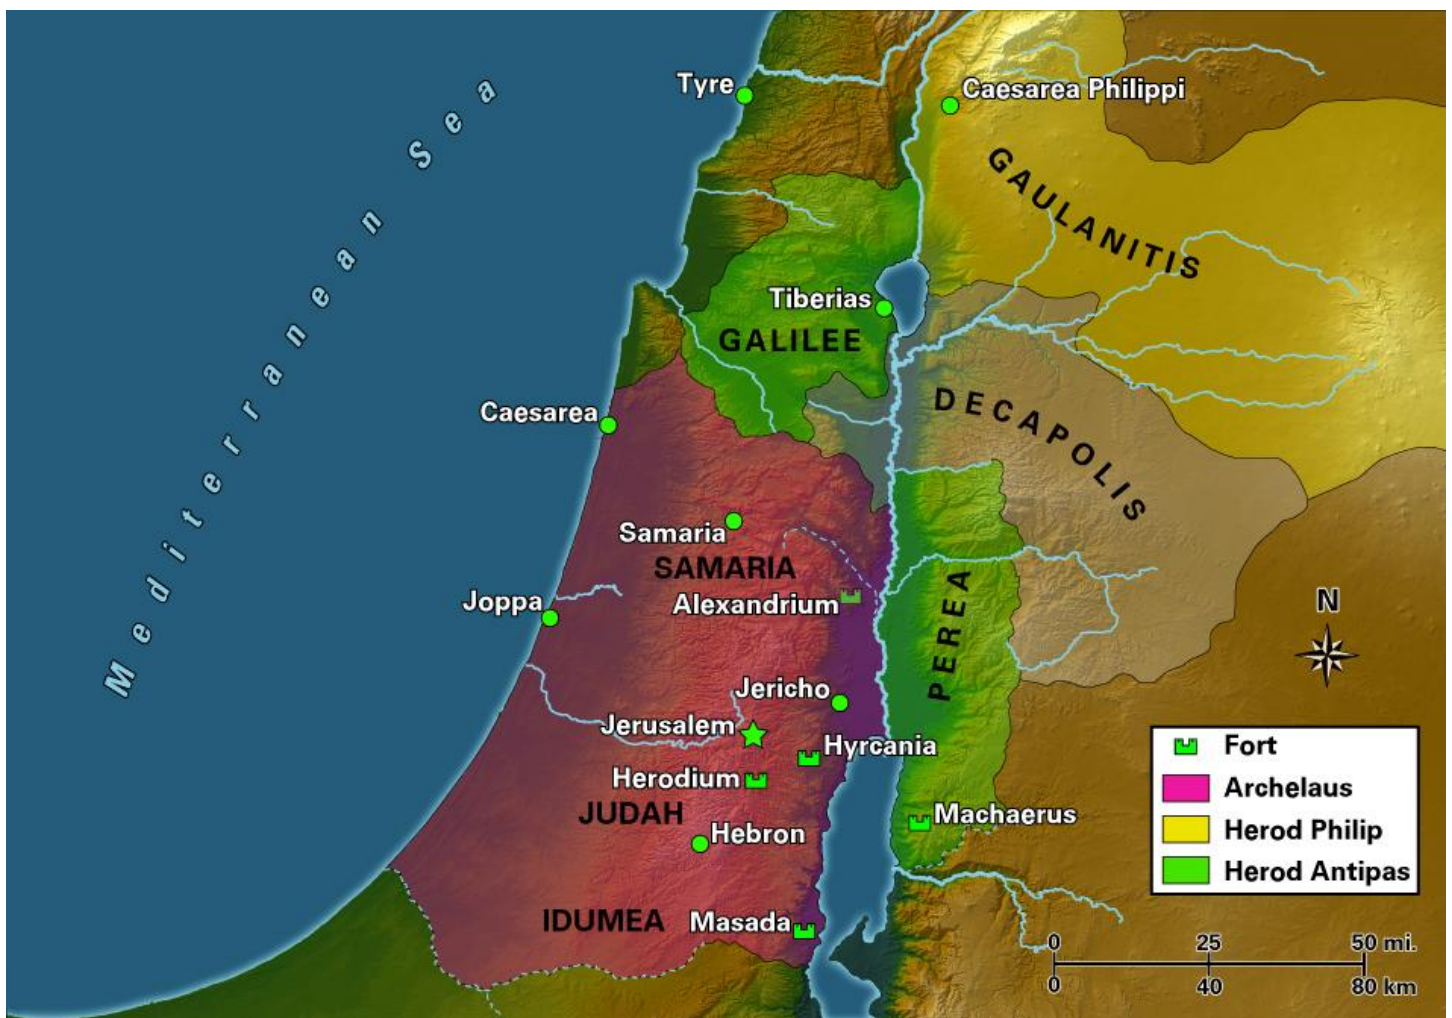 Tyre
Caesarea Philippi
Mediterranean Sea
GAULANITIS
Tiberias
GALILEE
DECAPOLIS
Caesarea
Samaria
SAMARIA
Alexandrium
Joppa
PEREA
N
Jericho
Jerusalem
Hyrcania
Herodium
JUDAH
Machaerus
Hebron
IDUMEA
Masada
Fort
Archelaus
Herod Philip
Herod Antipas
0 25 50 mi.
0 40 80 km